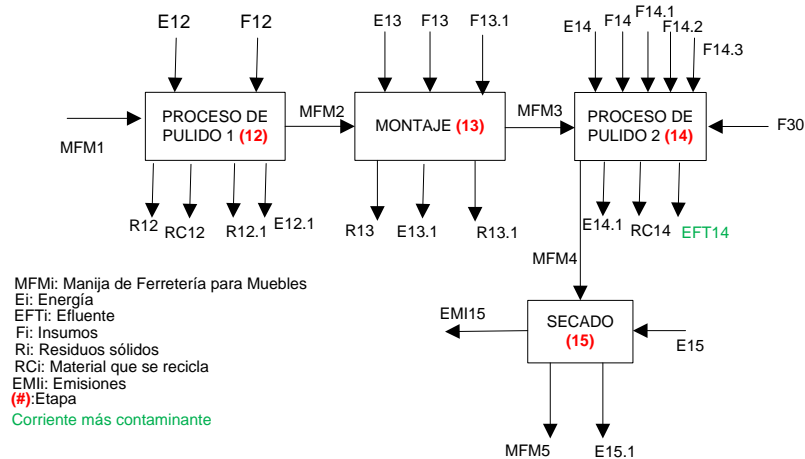 E12
F12
E13
F13
F13.1
E14
F14
F14.1
F14.2
F14.3
MFM1
PROCESO DE
PULIDO 1 (12)
MFM2
MONTAJE (13)
MFM3
PROCESO DE
PULIDO 2 (14)
F30
R12
RC12
R12.1
E12.1
R13
E13.1
R13.1
E14.1
RC14
EFT14
MFM4
EMI15
SECADO
(15)
E15
MFM5
E15.1
MFMi: Manija de Ferretería para Muebles
Ei: Energía
EFTi: Efluente
Fi: Insumos
Ri: Residuos sólidos
RCi: Material que se recicla
EMIi: Emisiones
(#):Etapa
Corriente más contaminante